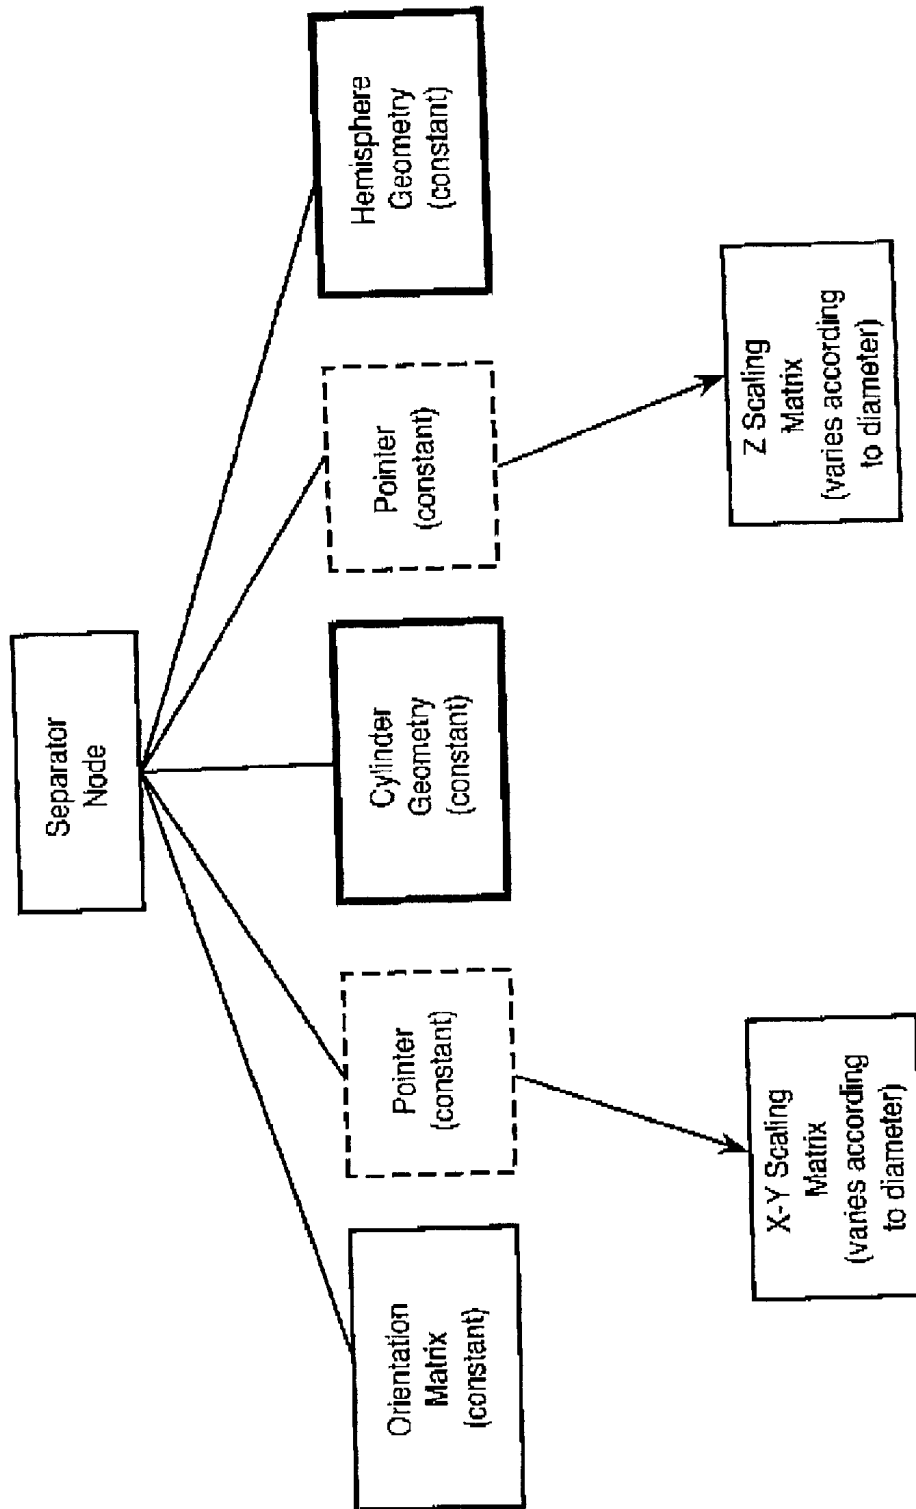 Separator
Node
Orientation
Matrix
(constant)
Pointer
(constant)
Cylinder
Geometry
(constant)
Pointer
(constant)
Hemisphere
Geometry
(constant)
X-Y Scaling
Matrix
(varies according
to diameter)
Z Scaling
Matrix
(varies according
to diameter)